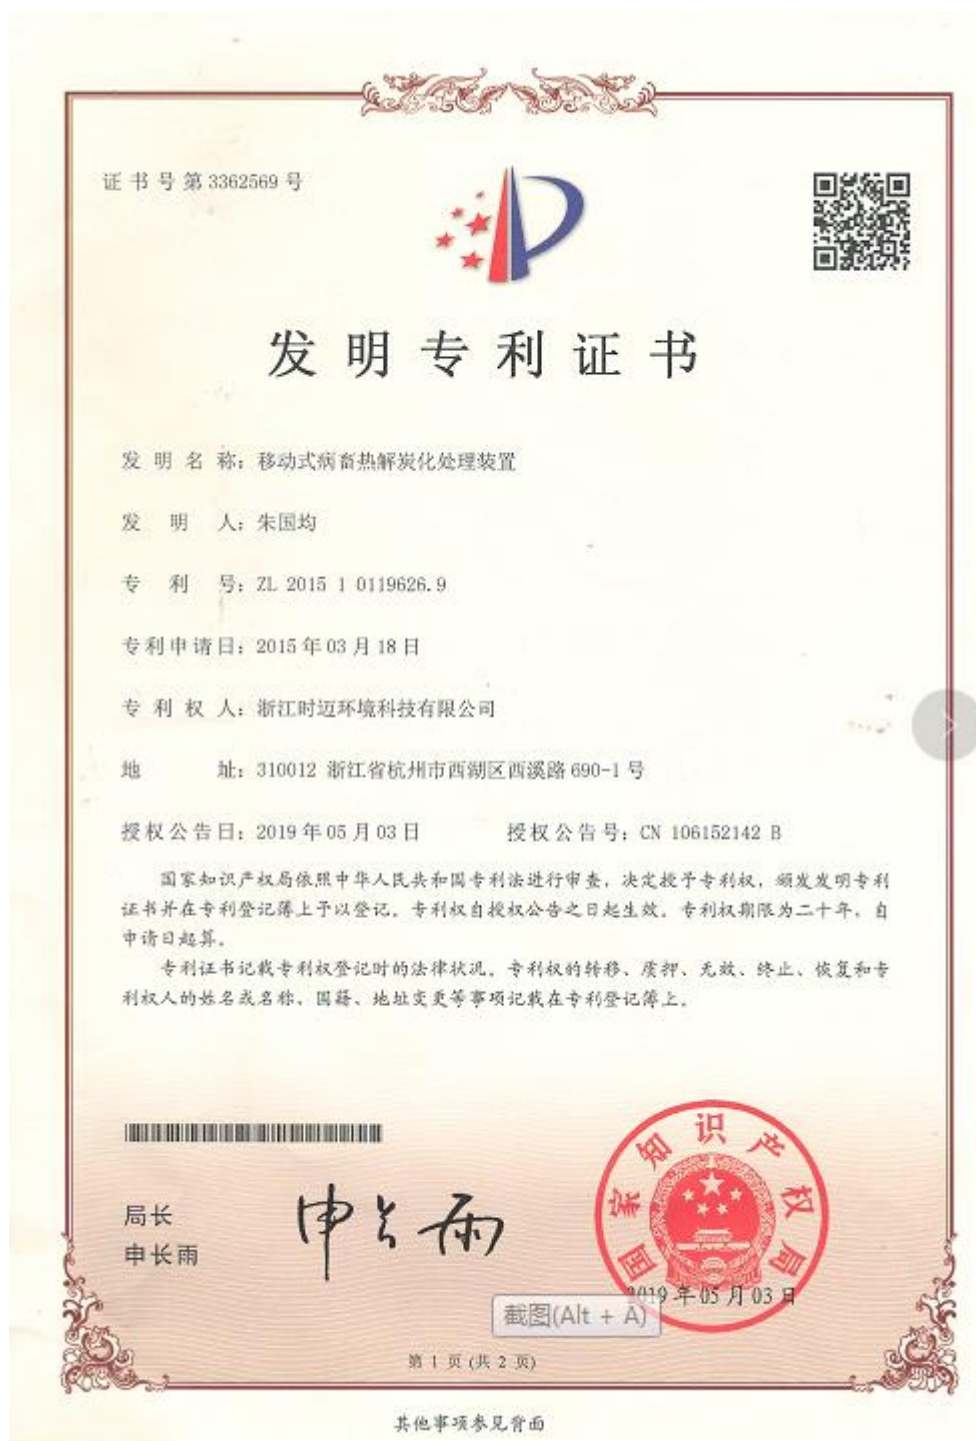 证书号第3362569号
发明专利证书
发明名称：移动式病畜热解炭化处理装置
发明人：朱国均
专利号：ZL 2015 1 0119626.9
专利申请日：2015年03月18日
专利权人：浙江时迈环境科技有限公司
地址：310012 浙江省杭州市西湖区西溪路690-1号
授权公告日：2019年05月03日 授权公告号：CN 106152142 B
国家知识产权局依照中华人民共和国专利法进行审查，决定授予专利权，颁发发明专利
证书并在专利登记簿上予以登记。专利权自授权公告之日起生效。专利权期限为二十年，自
申请日起算。
专利证书记载专利权登记时的法律状况。专利权的转移、质押、无效、终止、恢复和专
利权人的姓名或名称、国籍、地址变更等事项记载在专利登记簿上。
局长
申长雨
申长雨
国家知识产权局
2019年05月03日
截图(Alt + A)
第 1 页 (共 2 页)
其他事项参见背面